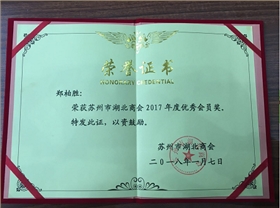 荣誉证书
HONORARY CREDENTIAL
郑柏胜:
荣获苏州市湖北商会2017年度优秀会员奖,
特发此证,以资鼓励。
苏州市湖北商会
二〇一八年一月七日